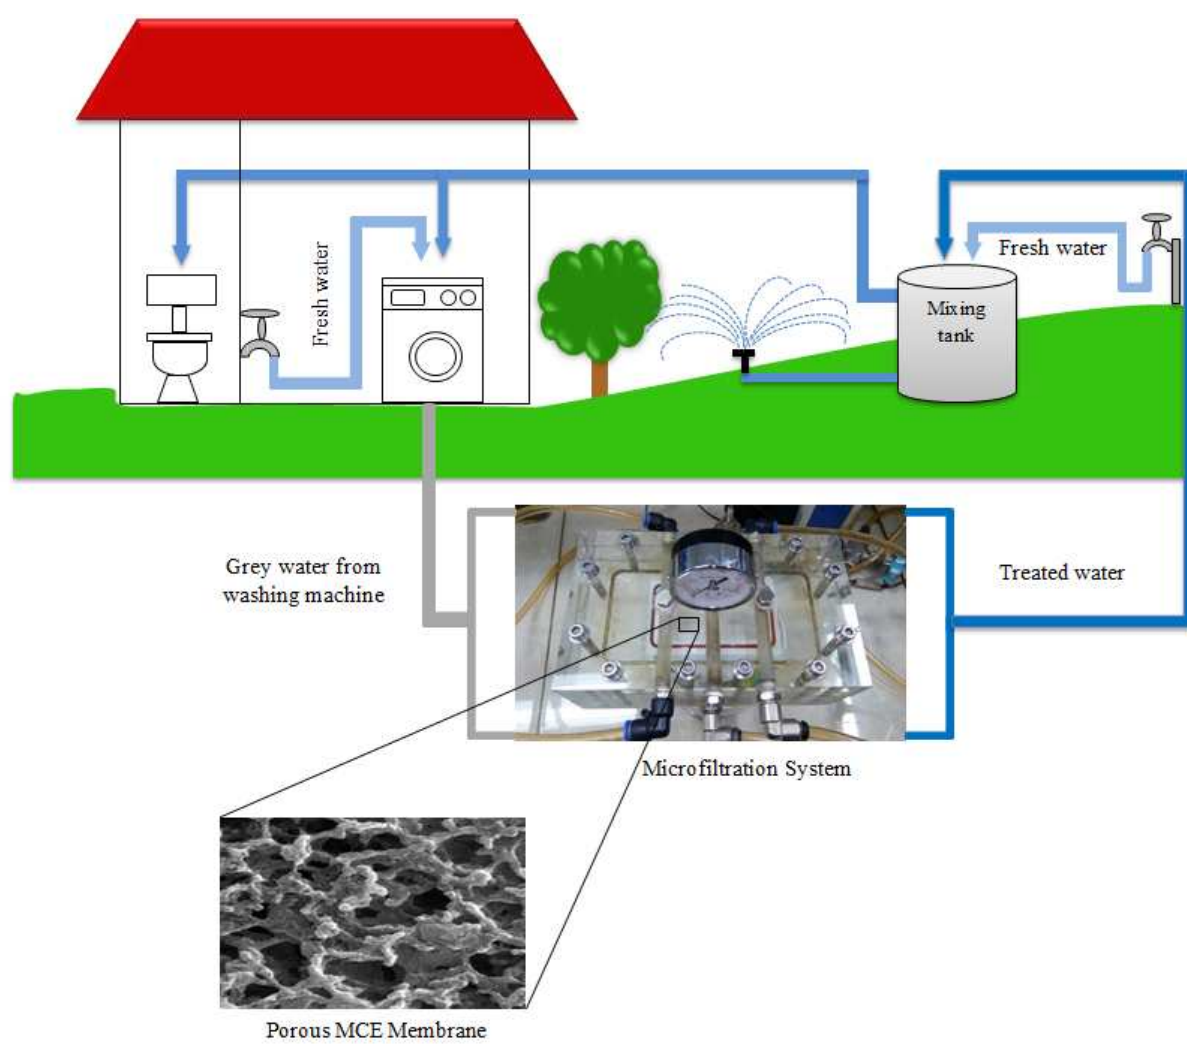 Fresh water
Fresh water
Mixing
tank
Grey water from
washing machine
Treated water
Microfiltration System
Porous MCE Membrane